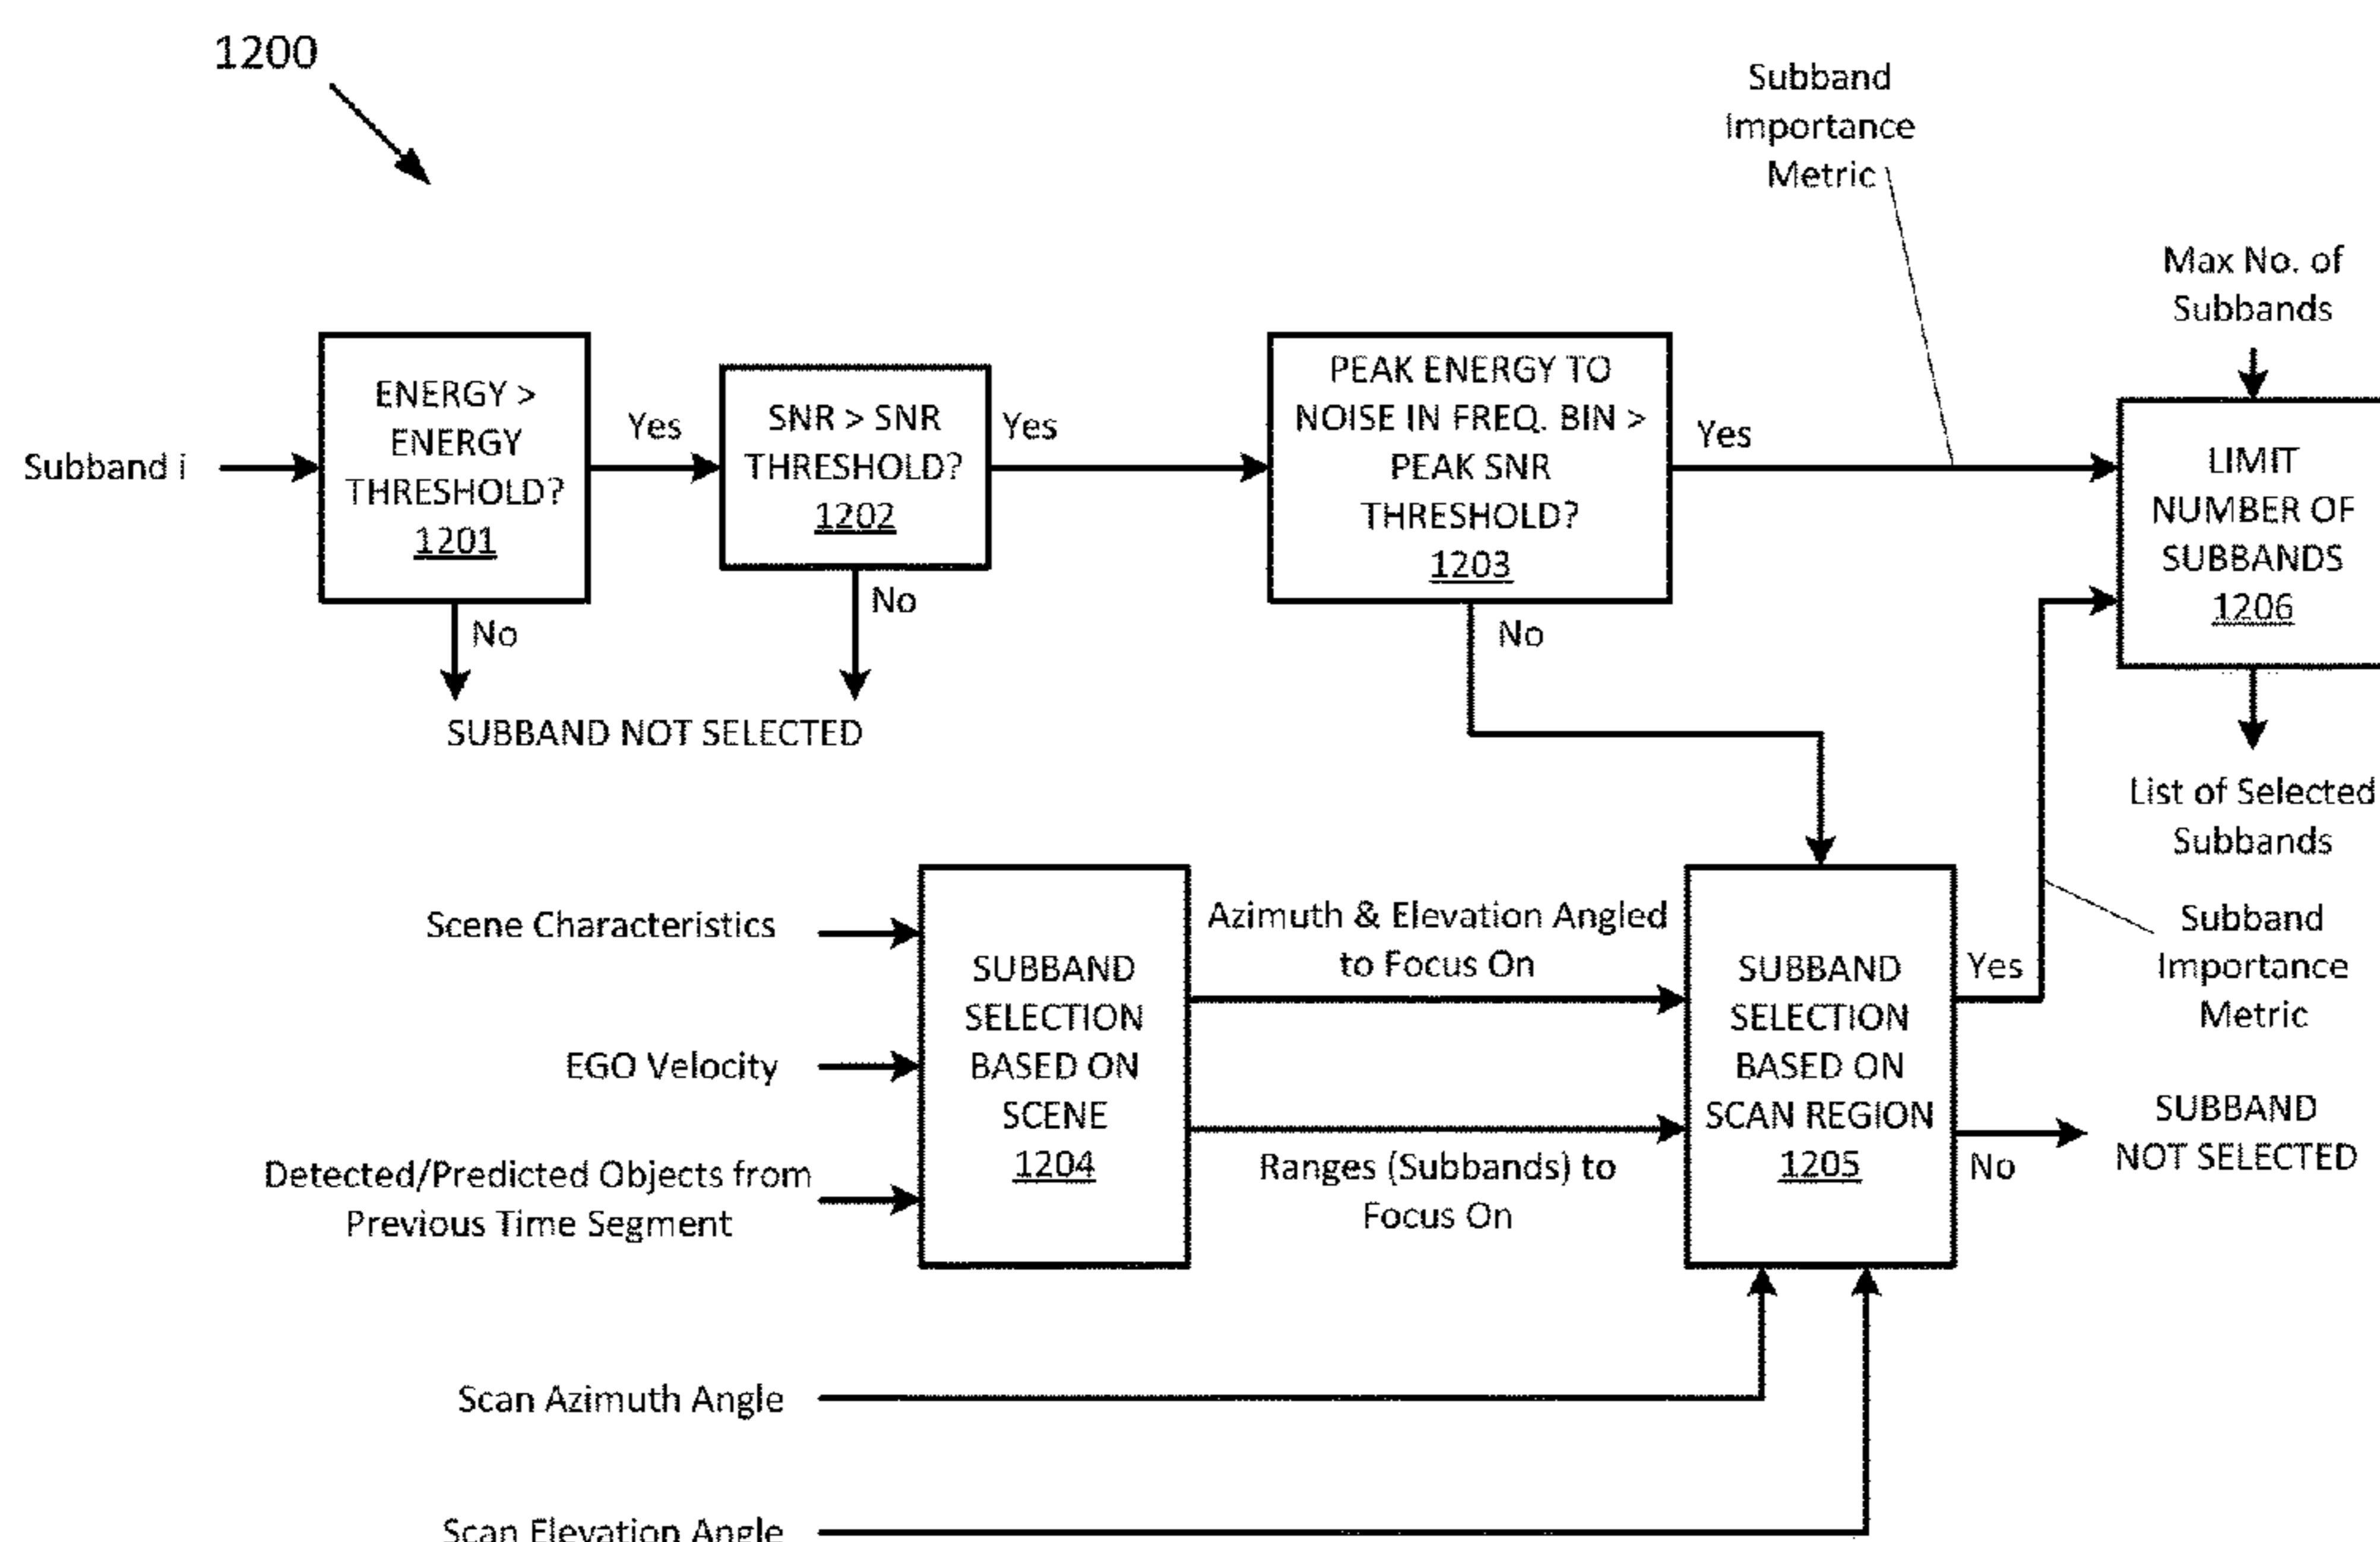 1200
Subband
Importance
Metric
Max No. of
Subbands
Subband i
ENERGY >
ENERGY
THRESHOLD?
1201
Yes
No
SNR > SNR
THRESHOLD?
1202
Yes
No
SUBBAND NOT SELECTED
PEAK ENERGY TO
NOISE IN FREQ. BIN >
PEAK SNR
THRESHOLD?
1203
Yes
No
LIMIT
NUMBER OF
SUBBANDS
1206
List of Selected
Subbands
Scene Characteristics
EGO Velocity
Detected/Predicted Objects from
Previous Time Segment
SUBBAND
SELECTION
BASED ON
SCENE
1204
Azimuth & Elevation Angled
to Focus On
Ranges (Subbands) to
Focus On
SUBBAND
SELECTION
BASED ON
SCAN REGION
1205
Yes
No
Subband
Importance
Metric
SUBBAND
NOT SELECTED
Scan Azimuth Angle
Scan Elevation Angle